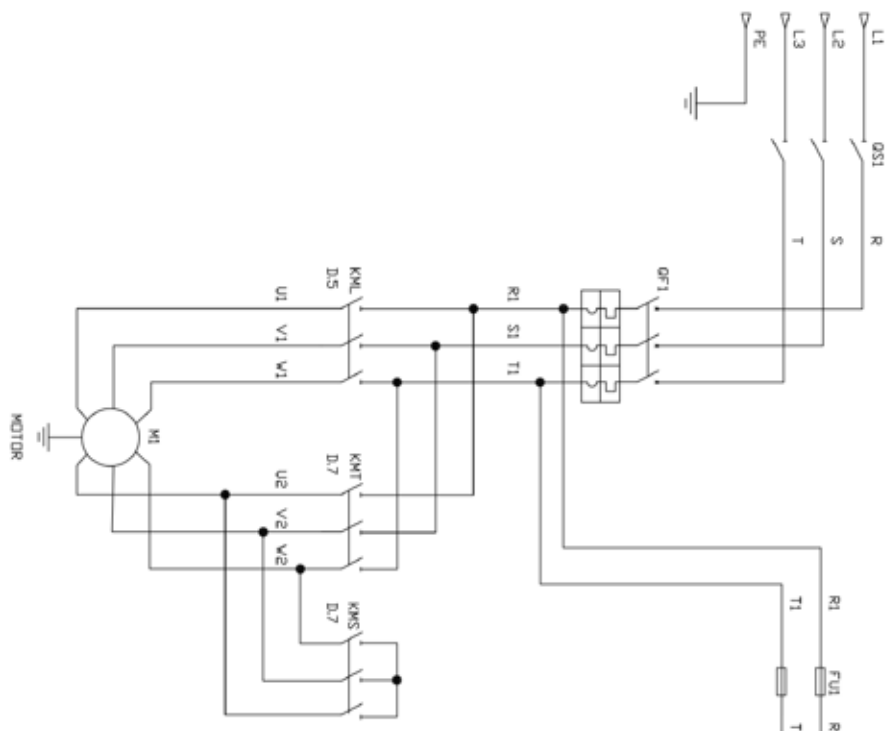 L1
QS1
R
L2
S
R1
FU1
R
L3
T
T1
T
PE
QF1
R1
S1
T1
KML
D.5
KMT
D.7
KMS
D.7
U1
V1
W1
U2
V2
W2
M1
MOTOR